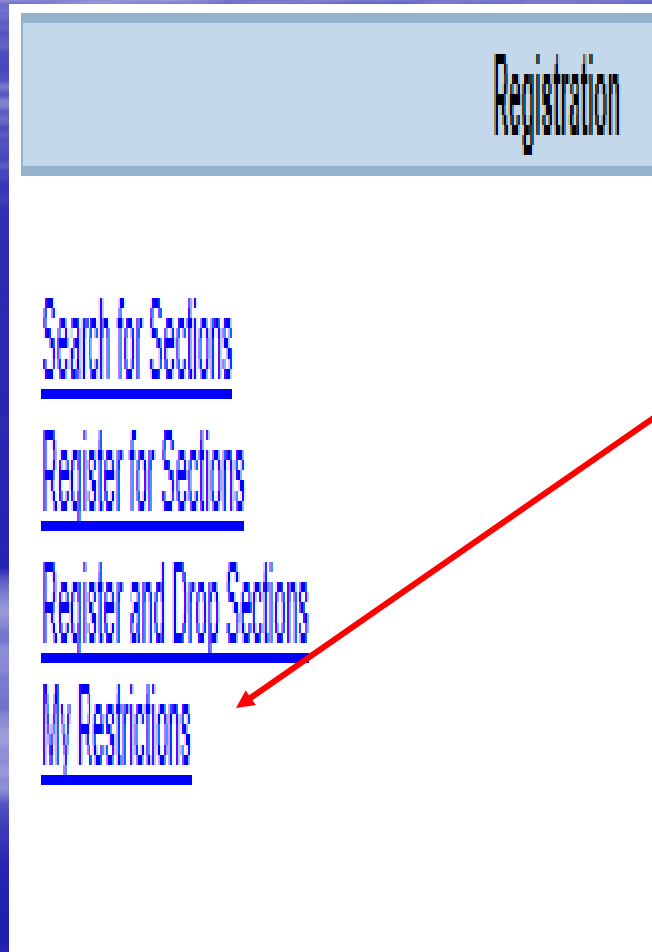 Registration
Search for Sections
Register for Sections
Register and Drop Sections
My Restrictions